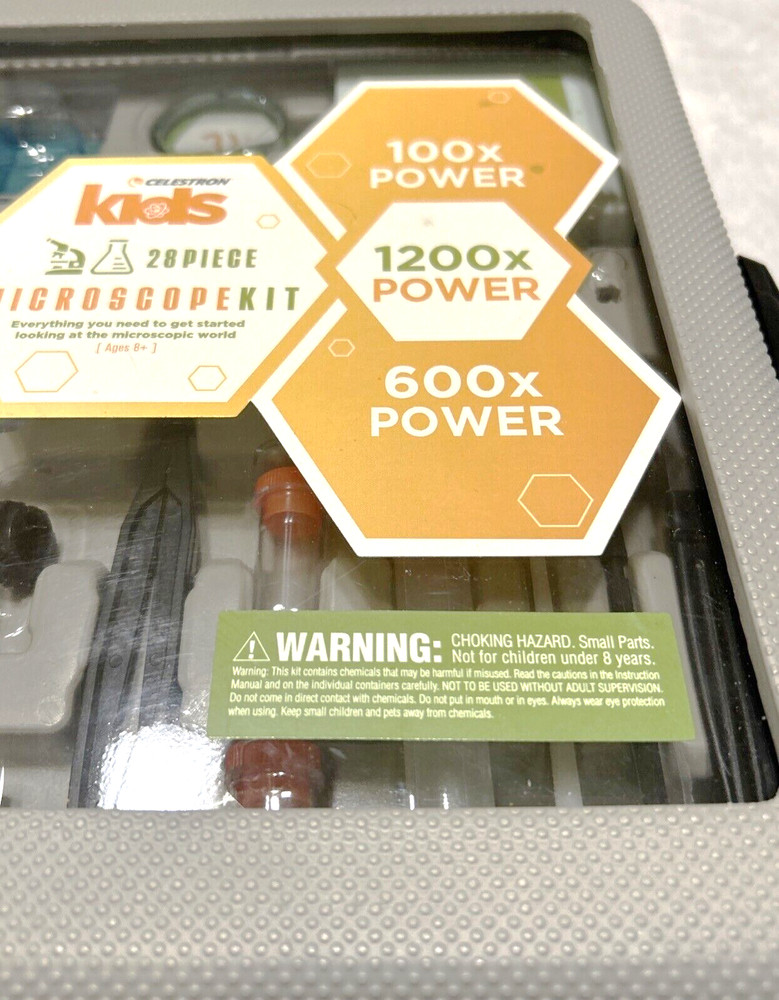 CELESTRON
kids
28 PIECE
MICROSCOPE KIT
Everything you need to get started
looking at the microscopic world
[ Ages 8+ ]
100x
POWER
1200x
POWER
600x
POWER
WARNING: CHOKING HAZARD. Small Parts.
Not for children under 8 years.
Warning: This kit contains chemicals that may be harmful if misused. Read the cautions in the Instruction
Manual and on the individual containers carefully. NOT TO BE USED WITHOUT ADULT SUPERVISION.
Do not come in direct contact with chemicals. Do not put in mouth or in eyes. Always wear eye protection
when using. Keep small children and pets away from chemicals.